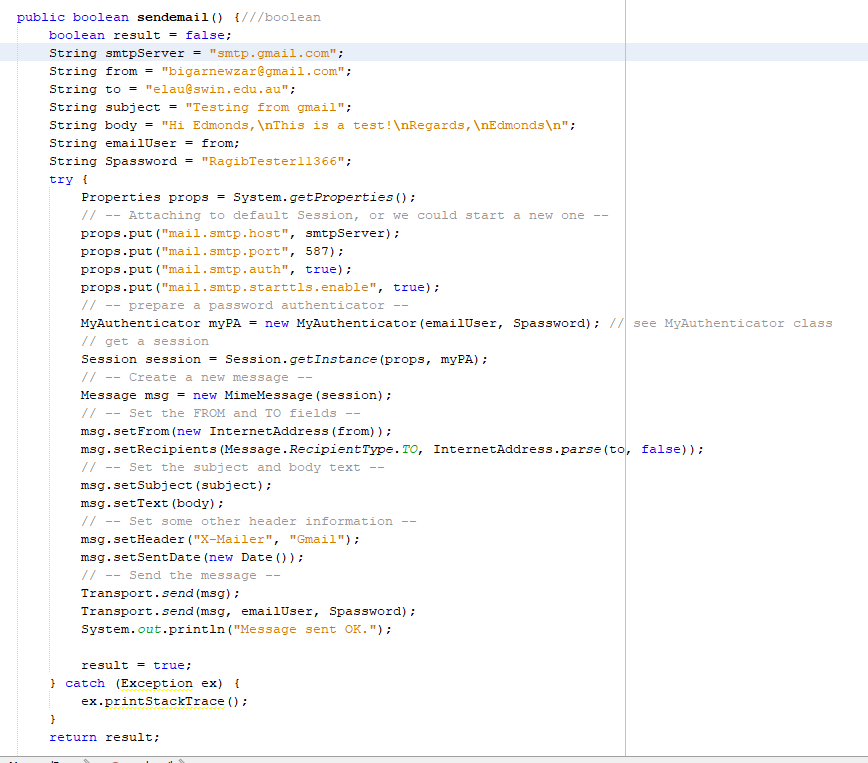 public boolean sendemail() {///boolean
    boolean result = false;
    String smtpServer = "smtp.gmail.com";
    String from = "bigarnewzar@gmail.com";
    String to = "elau@swin.edu.au";
    String subject = "Testing from gmail";
    String body = "Hi Edmonds,\nThis is a test!\nRegards,\nEdmonds\n";
    String emailUser = from;
    String Spassword = "RagibTester11366";
    try {
        Properties props = System.getProperties();
        // -- Attaching to default Session, or we could start a new one --
        props.put("mail.smtp.host", smtpServer);
        props.put("mail.smtp.port", 587);
        props.put("mail.smtp.auth", true);
        props.put("mail.smtp.starttls.enable", true);
        // -- prepare a password authenticator --
        MyAuthenticator myPA = new MyAuthenticator(emailUser, Spassword); // see MyAuthenticator class
        // get a session
        Session session = Session.getInstance(props, myPA);
        // -- Create a new message --
        Message msg = new MimeMessage(session);
        // -- Set the FROM and TO fields --
        msg.setFrom(new InternetAddress(from));
        msg.setRecipients(Message.RecipientType.TO, InternetAddress.parse(to, false));
        // -- Set the subject and body text --
        msg.setSubject(subject);
        msg.setText(body);
        // -- Set some other header information --
        msg.setHeader("X-Mailer", "Gmail");
        msg.setSentDate(new Date());
        // -- Send the message --
        Transport.send(msg);
        Transport.send(msg, emailUser, Spassword);
        System.out.println("Message sent OK.");
        result = true;
    } catch (Exception ex) {
        ex.printStackTrace();
    }
    return result;